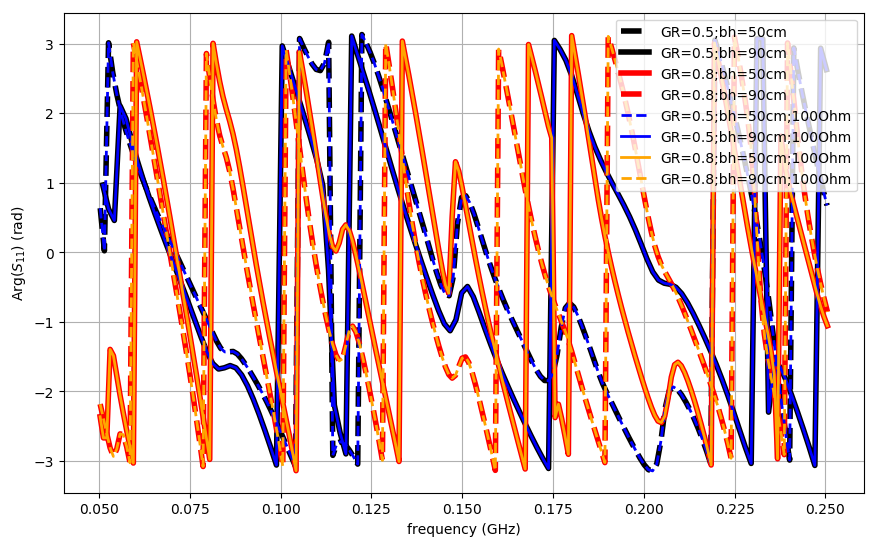 3
2
1
0
−1
−2
−3
Arg(S11) (rad)
0.050
0.075
0.100
0.125
0.150
0.175
0.200
0.225
0.250
frequency (GHz)
GR=0.5;bh=50cm
GR=0.5;bh=90cm
GR=0.8;bh=50cm
GR=0.8;bh=90cm
GR=0.5;bh=50cm;100Ohm
GR=0.5;bh=90cm;100Ohm
GR=0.8;bh=50cm;100Ohm
GR=0.8;bh=90cm;100Ohm